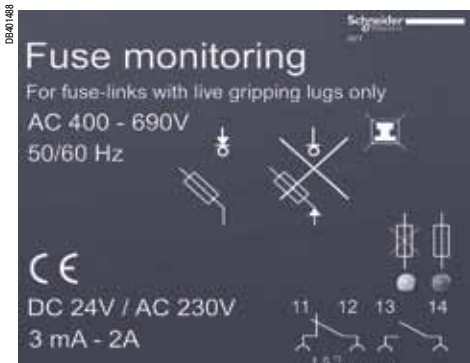 DB401488
Schneider
Fuse monitoring
For fuse-links with live gripping lugs only
AC 400 - 690V
50/60 Hz
CE
DC 24V / AC 230V
3 mA - 2A
11 12 13 14